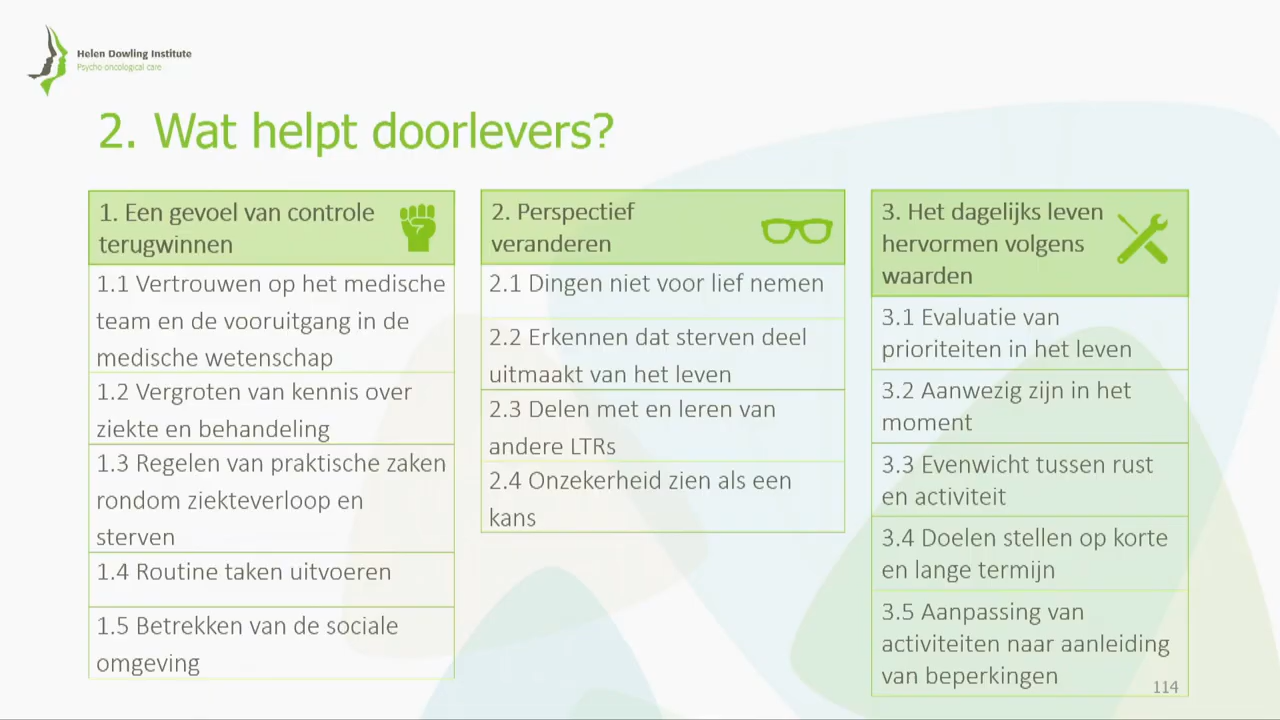 Helen Dowling Institute
Psycho oncological care
2. Wat helpt doorlevers?
1. Een gevoel van controle
terugwinnen
1.1 Vertrouwen op het medische
team en de vooruitgang in de
medische wetenschap
1.2 Vergroten van kennis over
ziekte en behandeling
1.3 Regelen van praktische zaken
rondom ziekteverloop en
sterven
1.4 Routine taken uitvoeren
1.5 Betrekken van de sociale
omgeving
2. Perspectief
veranderen
2.1 Dingen niet voor lief nemen
2.2 Erkennen dat sterven deel
uitmaakt van het leven
2.3 Delen met en leren van
andere LTRs
2.4 Onzekerheid zien als een
kans
3. Het dagelijks leven
hervormen volgens
waarden
3.1 Evaluatie van
prioriteiten in het leven
3.2 Aanwezig zijn in het
moment
3.3 Evenwicht tussen rust
en activiteit
3.4 Doelen stellen op korte
en lange termijn
3.5 Aanpassing van
activiteiten naar aanleiding
van beperkingen
114